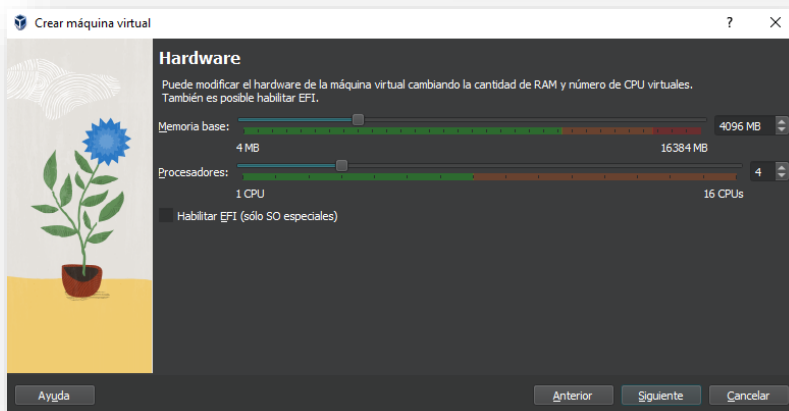 Crear máquina virtual
?
Hardware
Puede modificar el hardware de la máquina virtual cambiando la cantidad de RAM y número de CPU virtuales.
También es posible habilitar EFI.
Memoria base:
4096 MB
4 MB
16384 MB
Procesadores:
4
1 CPU
16 CPUs
Habilitar EFI (sólo SO especiales)
Ayuda
Anterior
Siguiente
Cancelar